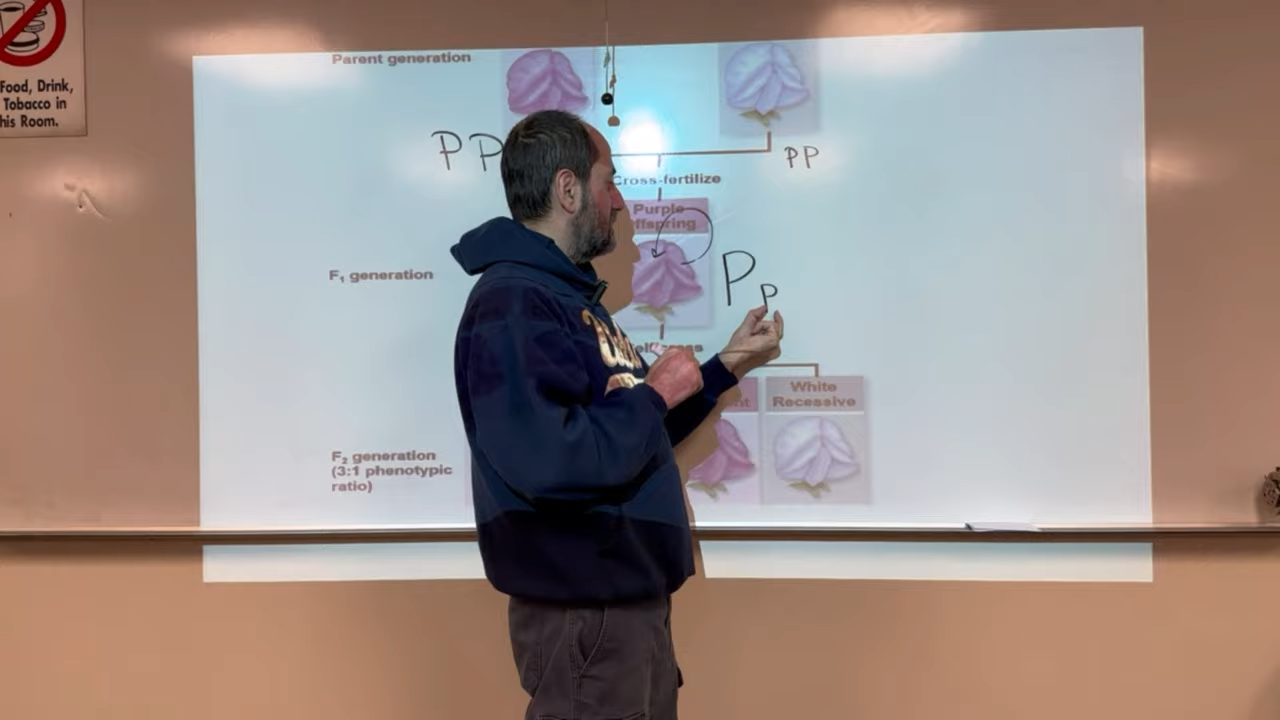 Food, Drink,
Tobacco in
his Room.
Parent generation
PP
pp
Cross-fertilize
Purple
ffspring
F₁ generation
Pp
White
Recessive
F₂ generation
(3:1 phenotypic
ratio)